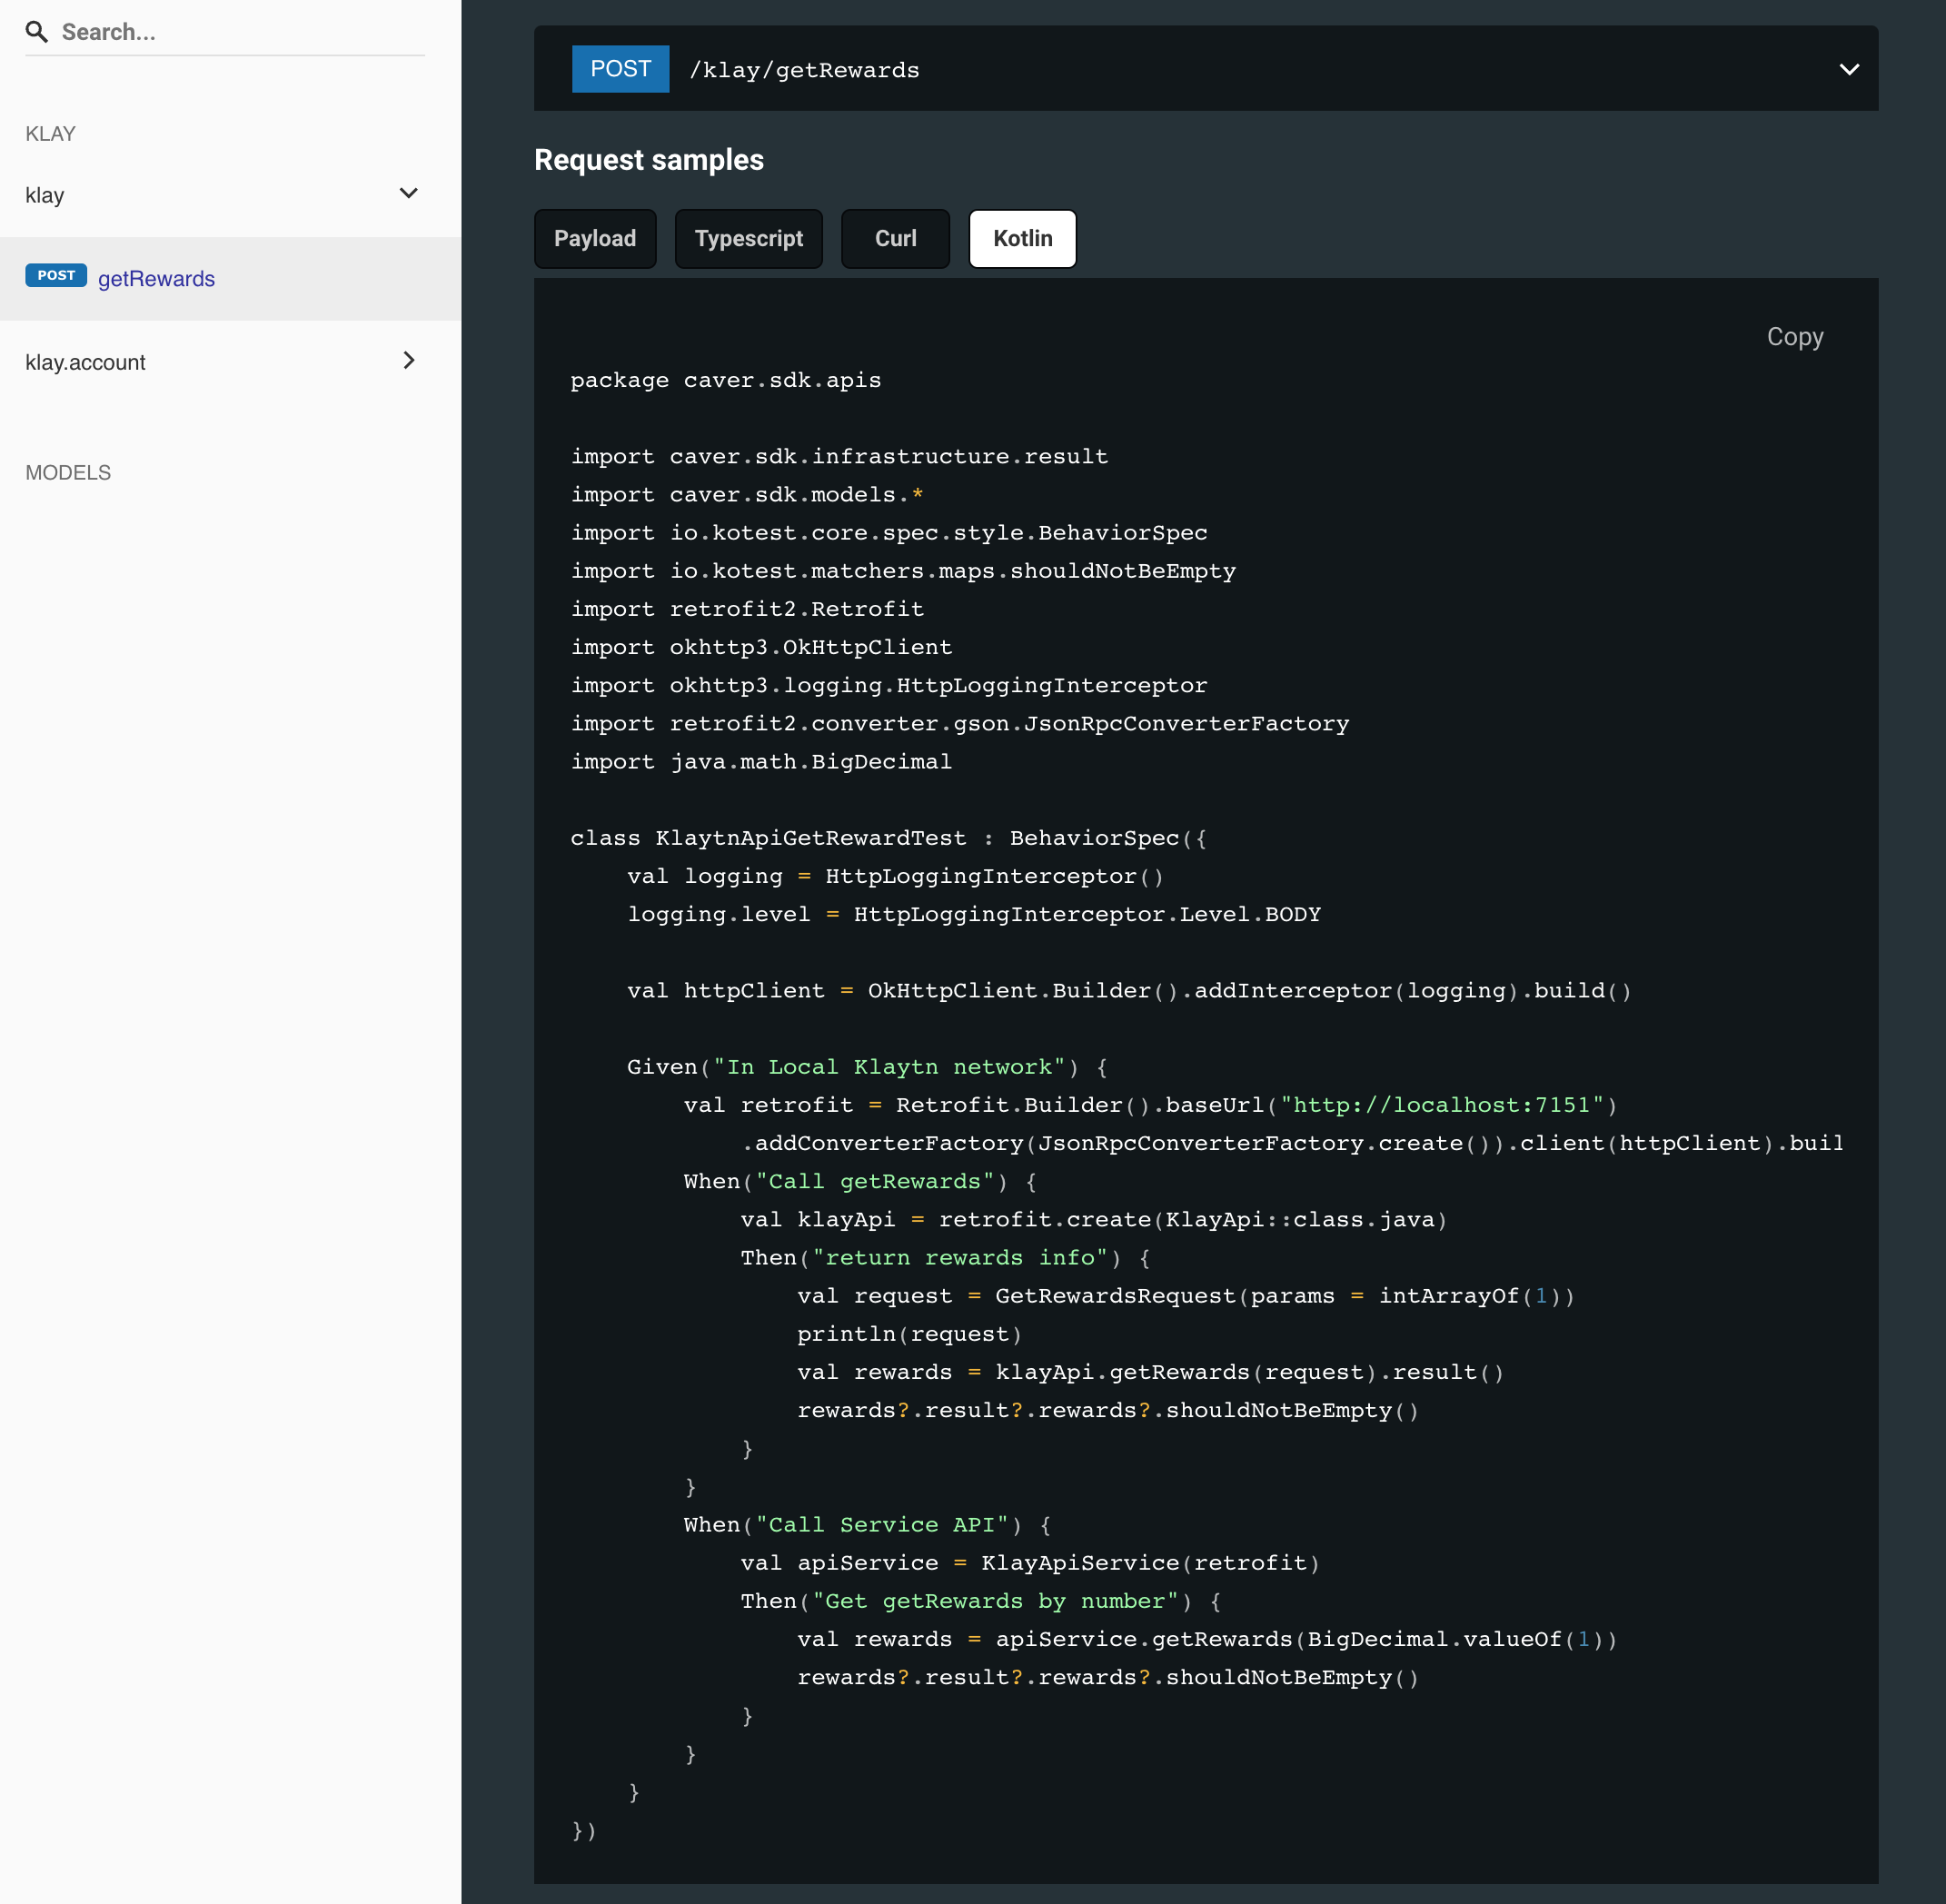 Search...
KLAY
klay
POST getRewards
klay.account
MODELS
POST /klay/getRewards
Request samples
Payload Typescript Curl Kotlin
Copy
package caver.sdk.apis

import caver.sdk.infrastructure.result
import caver.sdk.models.*
import io.kotest.core.spec.style.BehaviorSpec
import io.kotest.matchers.maps.shouldNotBeEmpty
import retrofit2.Retrofit
import okhttp3.OkHttpClient
import okhttp3.logging.HttpLoggingInterceptor
import retrofit2.converter.gson.JsonRpcConverterFactory
import java.math.BigDecimal

class KlaytnApiGetRewardTest : BehaviorSpec({
    val logging = HttpLoggingInterceptor()
    logging.level = HttpLoggingInterceptor.Level.BODY

    val httpClient = OkHttpClient.Builder().addInterceptor(logging).build()

    Given("In Local Klaytn network") {
        val retrofit = Retrofit.Builder().baseUrl("http://localhost:7151")
            .addConverterFactory(JsonRpcConverterFactory.create()).client(httpClient).buil
        When("Call getRewards") {
            val klayApi = retrofit.create(KlayApi::class.java)
            Then("return rewards info") {
                val request = GetRewardsRequest(params = intArrayOf(1))
                println(request)
                val rewards = klayApi.getRewards(request).result()
                rewards?.result?.rewards?.shouldNotBeEmpty()
            }
        }
        When("Call Service API") {
            val apiService = KlayApiService(retrofit)
            Then("Get getRewards by number") {
                val rewards = apiService.getRewards(BigDecimal.valueOf(1))
                rewards?.result?.rewards?.shouldNotBeEmpty()
            }
        }
    }
})